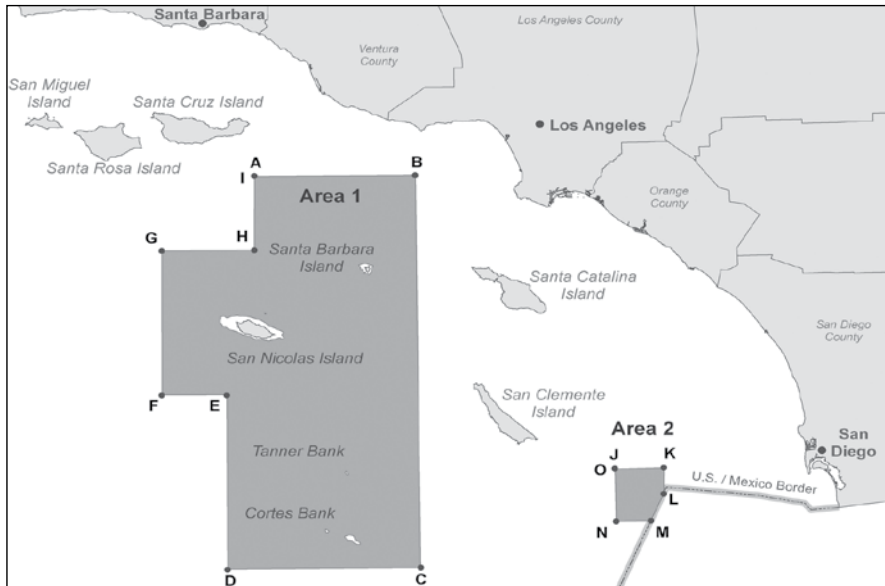 Santa Barbara
Los Angeles County
Ventura
County
San Miguel
Island
Santa Cruz Island
Santa Rosa Island
Los Angeles
A
B
I
Area 1
Orange
County
G
H
Santa Barbara
Island
Santa Catalina
Island
San Diego
County
San Nicolas Island
F
E
San Clemente
Island
Area 2
San
Diego
Tanner Bank
J
K
O
U.S. / Mexico Border
L
Cortes Bank
N
M
D
C